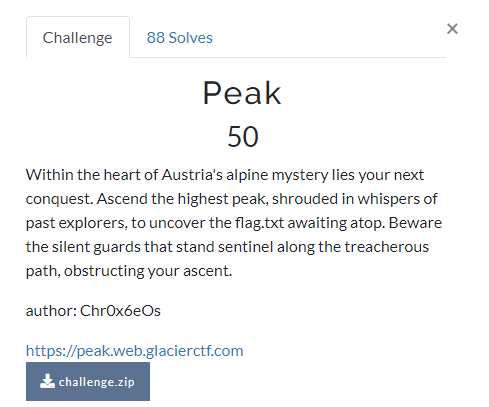 Challenge
88 Solves
×
Peak
50
Within the heart of Austria's alpine mystery lies your next
conquest. Ascend the highest peak, shrouded in whispers of
past explorers, to uncover the flag.txt awaiting atop. Beware
the silent guards that stand sentinel along the treacherous
path, obstructing your ascent.
author: Chr0x6eOs
https://peak.web.glacierctf.com
challenge.zip